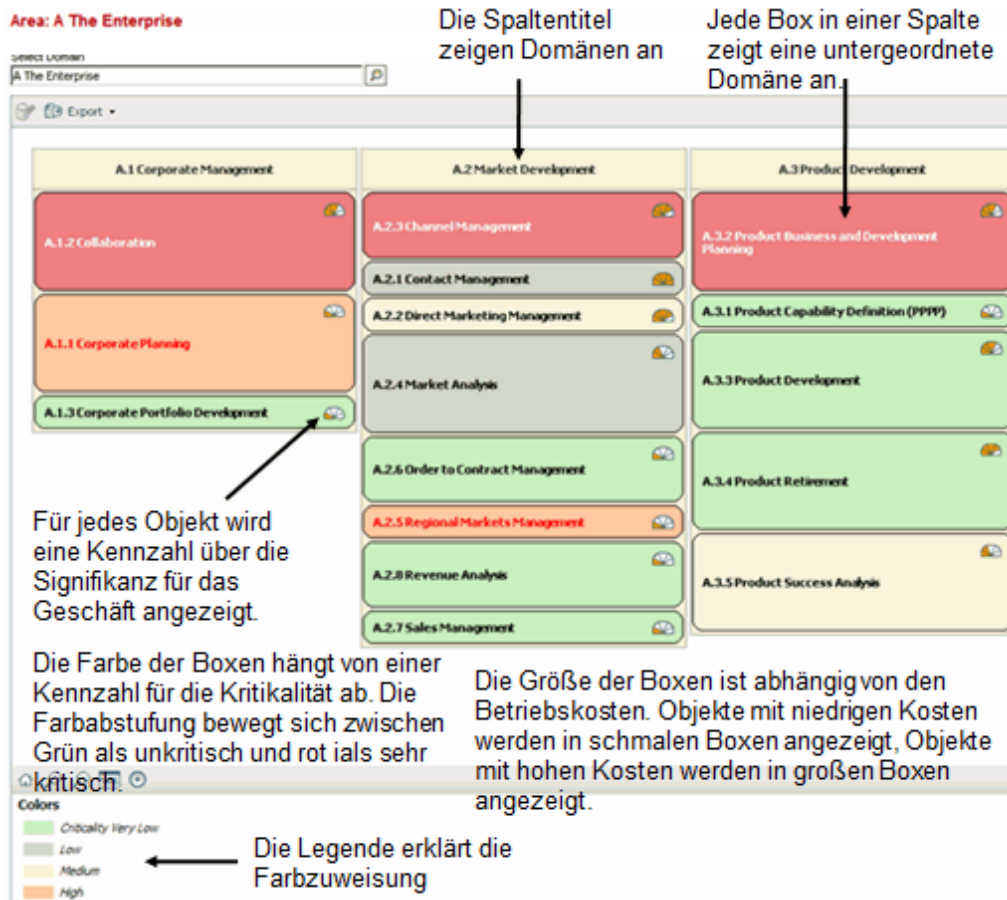 Area: A The Enterprise
Die Spaltentitel
zeigen Domänen an
Jede Box in einer Spalte
zeigt eine untergeordnete
Domäne an.
Select Domain
A The Enterprise
Export
A.1 Corporate Management
A.1.2 Collaboration
A.1.1 Corporate Planning
A.1.3 Corporate Portfolio Development
A.2 Market Development
A.2.3 Channel Management
A.2.1 Contact Management
A.2.2 Direct Marketing Management
A.2.4 Market Analysis
A.2.6 Order to Contract Management
A.2.5 Regional Markets Management
A.2.8 Revenue Analysis
A.2.7 Sales Management
A.3 Product Development
A.3.2 Product Business and Development
Planning
A.3.1 Product Capability Definition (PPPP)
A.3.3 Product Development
A.3.4 Product Retirement
A.3.5 Product Success Analysis
Für jedes Objekt wird
eine Kennzahl über die
Signifikanz für das
Geschäft angezeigt.
Die Farbe der Boxen hängt von einer
Kennzahl für die Kritikalität ab. Die
Farbabstufung bewegt sich zwischen
Grün als unkritisch und rot ials sehr
kritisch.
Die Größe der Boxen ist abhängig von den
Betriebskosten. Objekte mit niedrigen Kosten
werden in schmalen Boxen angezeigt, Objekte
mit hohen Kosten werden in großen Boxen
angezeigt.
Colors
Criticality Very Low
Low
Medium
High
Die Legende erklärt die
Farbzuweisung